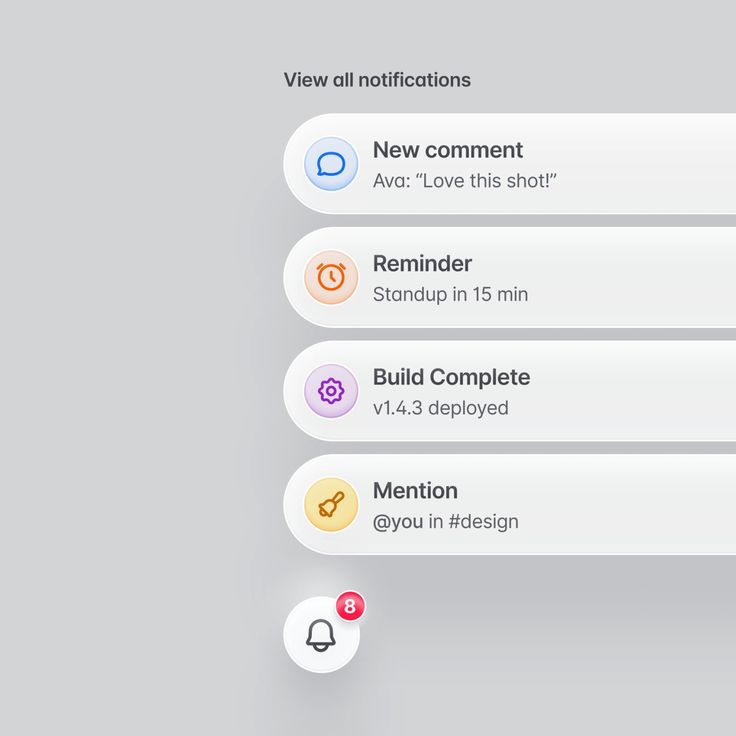 View all notifications
New comment
Ava: “Love this shot!”
Reminder
Standup in 15 min
Build Complete
v1.4.3 deployed
Mention
@you in #design
8